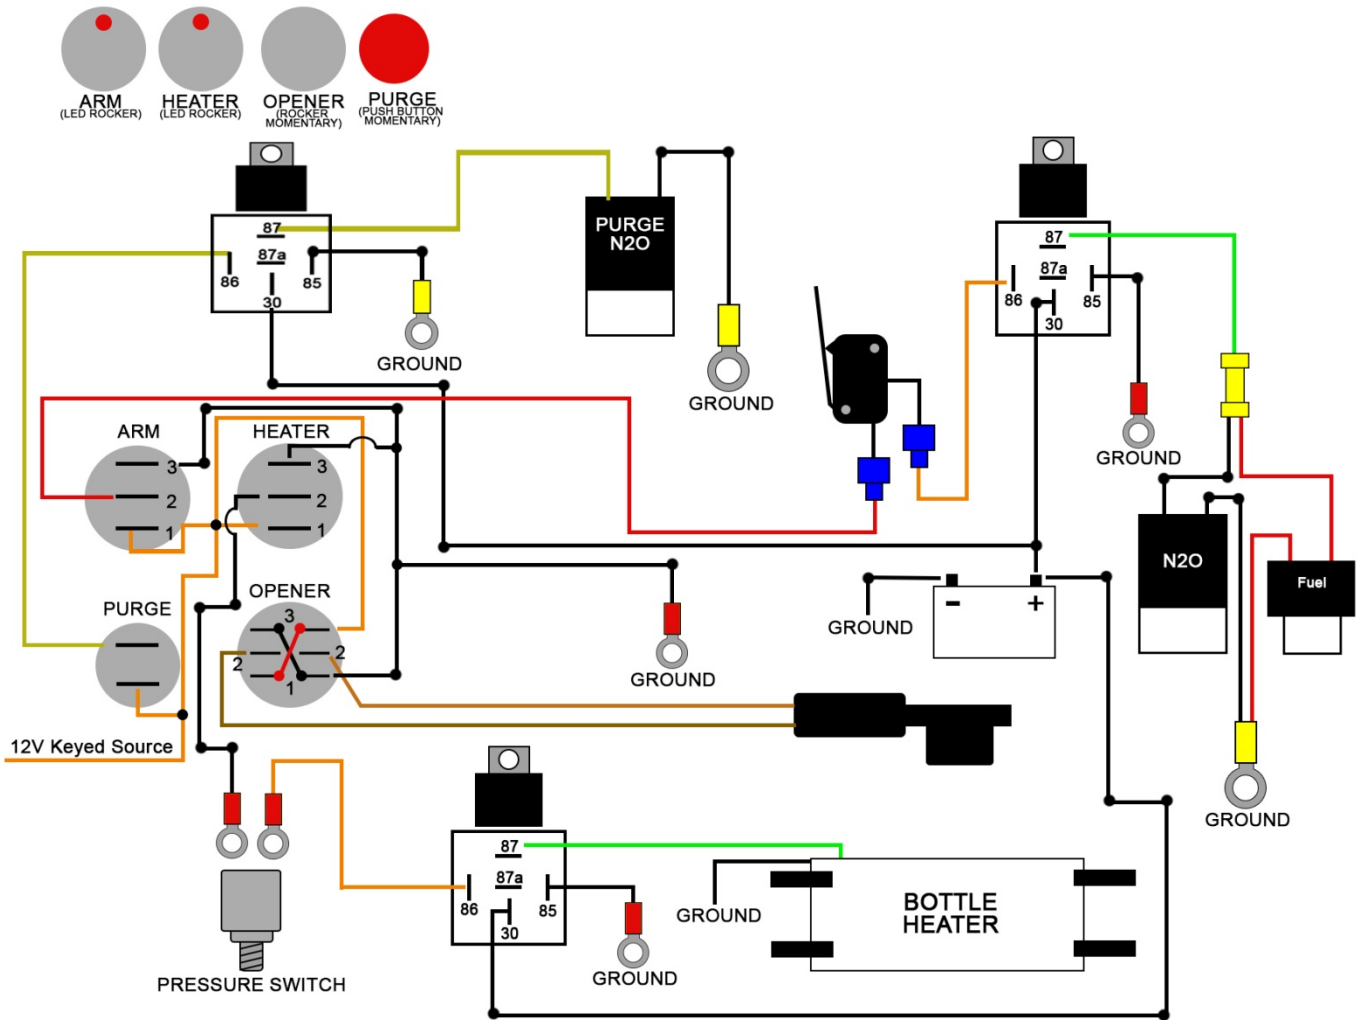 ARM
(LED ROCKER)
HEATER
(LED ROCKER)
OPENER
(ROCKER
MOMENTARY)
PURGE
(PUSH BUTTON
MOMENTARY)
87
87a
86
85
30
GROUND
PURGE
N2O
GROUND
87
87a
86
85
30
GROUND
ARM
3
2
1
HEATER
3
2
1
PURGE
OPENER
3
2
2
1
12V Keyed Source
GROUND
GROUND
-
+
N2O
Fuel
GROUND
PRESSURE SWITCH
87
87a
86
85
30
GROUND
GROUND
BOTTLE
HEATER